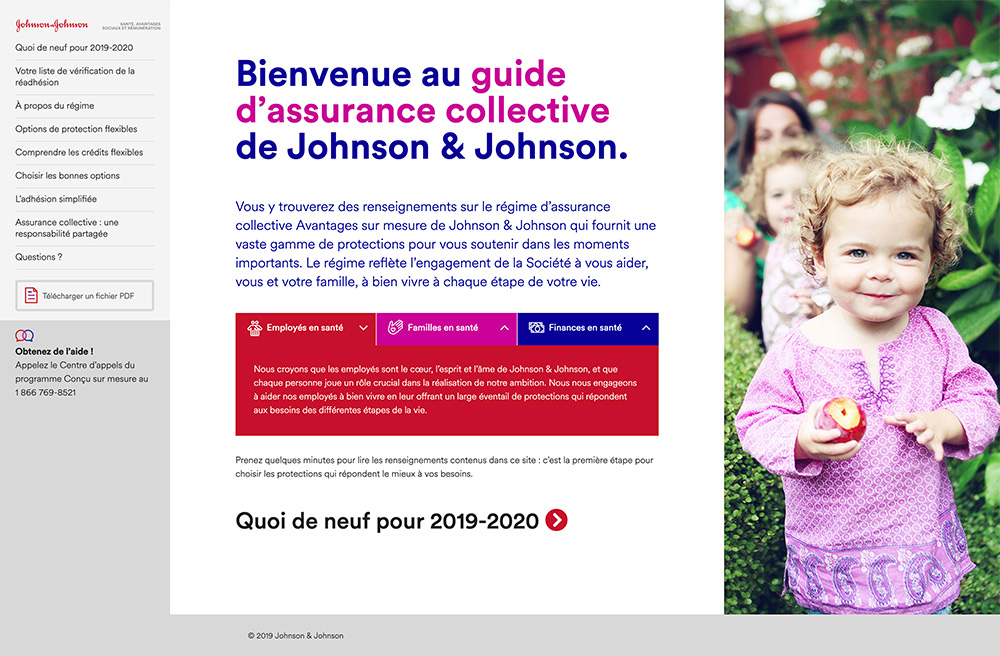 Johnson & Johnson
SANTÉ, AVANTAGES
SOCIAUX ET RÉMUNÉRATION
Quoi de neuf pour 2019-2020
Votre liste de vérification de la
réadhésion
À propos du régime
Options de protection flexibles
Comprendre les crédits flexibles
Choisir les bonnes options
L’adhésion simplifiée
Assurance collective : une
responsabilité partagée
Questions ?
Télécharger un fichier PDF
Obtenez de l’aide !
Appelez le Centre d’appels du
programme Conçu sur mesure au
1 866 769-8521
Bienvenue au guide
d’assurance collective
de Johnson & Johnson.
Vous y trouverez des renseignements sur le régime d’assurance
collective Avantages sur mesure de Johnson & Johnson qui fournit une
vaste gamme de protections pour vous soutenir dans les moments
importants. Le régime reflète l’engagement de la Société à vous aider,
vous et votre famille, à bien vivre à chaque étape de votre vie.
Employés en santé
Familles en santé
Finances en santé
Nous croyons que les employés sont le cœur, l’esprit et l’âme de Johnson & Johnson, et que
chaque personne joue un rôle crucial dans la réalisation de notre ambition. Nous nous engageons
à aider nos employés à bien vivre en leur offrant un large éventail de protections qui répondent
aux besoins des différentes étapes de la vie.
Prenez quelques minutes pour lire les renseignements contenus dans ce site : c’est la première étape pour
choisir les protections qui répondent le mieux à vos besoins.
Quoi de neuf pour 2019-2020
© 2019 Johnson & Johnson